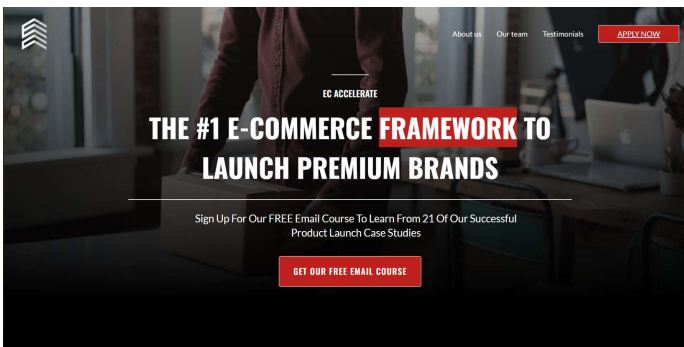 About us Our team Testimonials APPLY NOW
EC ACCELERATE
THE #1 E-COMMERCE FRAMEWORK TO
LAUNCH PREMIUM BRANDS
Sign Up For Our FREE Email Course To Learn From 21 Of Our Successful
Product Launch Case Studies
GET OUR FREE EMAIL COURSE